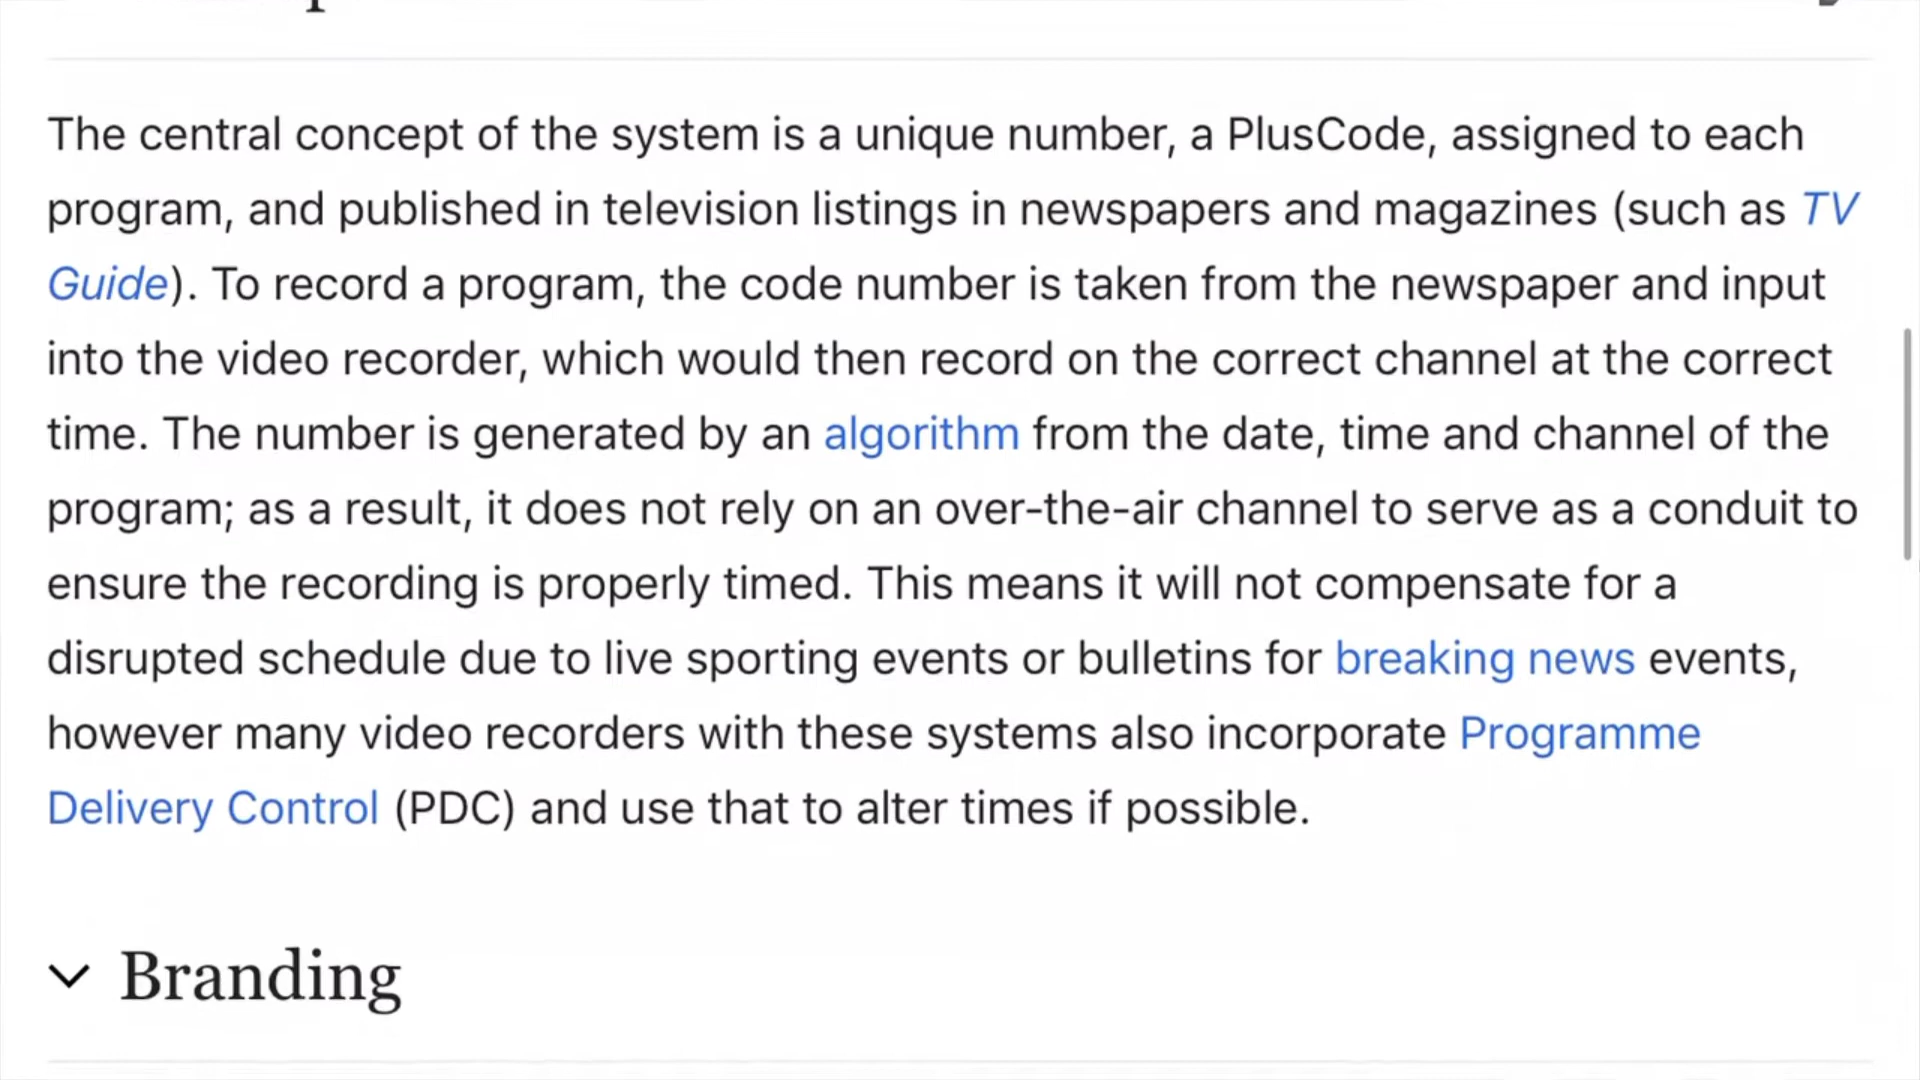 The central concept of the system is a unique number, a PlusCode, assigned to each
program, and published in television listings in newspapers and magazines (such as TV
Guide). To record a program, the code number is taken from the newspaper and input
into the video recorder, which would then record on the correct channel at the correct
time. The number is generated by an algorithm from the date, time and channel of the
program; as a result, it does not rely on an over-the-air channel to serve as a conduit to
ensure the recording is properly timed. This means it will not compensate for a
disrupted schedule due to live sporting events or bulletins for breaking news events,
however many video recorders with these systems also incorporate Programme
Delivery Control (PDC) and use that to alter times if possible.
Branding